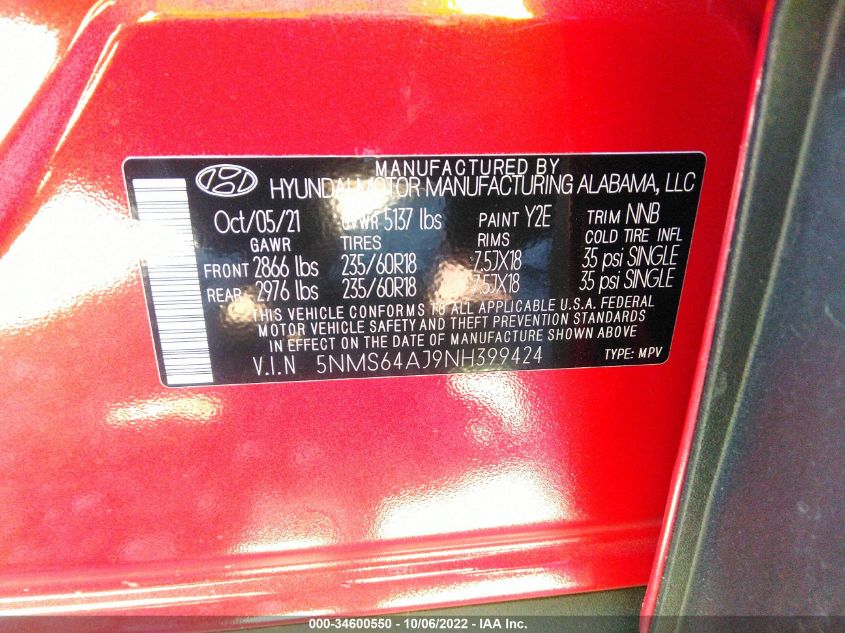 MANUFACTURED BY
HYUNDAI MOTOR MANUFACTURING ALABAMA, LLC
Oct/05/21 GVWR 5137 lbs PAINT Y2E TRIM NNB
GAWR TIRES RIMS COLD TIRE INFL
FRONT 2866 lbs 235/60R18 7.5JX18 35 psi SINGLE
REAR 2976 lbs 235/60R18 7.5JX18 35 psi SINGLE
THIS VEHICLE CONFORMS TO ALL APPLICABLE U.S.A. FEDERAL
MOTOR VEHICLE SAFETY AND THEFT PREVENTION STANDARDS
IN EFFECT ON THE DATE OF MANUFACTURE SHOWN ABOVE
V.I.N 5NMS64AJ9NH399424 TYPE: MPV
000-34600550 - 10/06/2022 - IAA Inc.